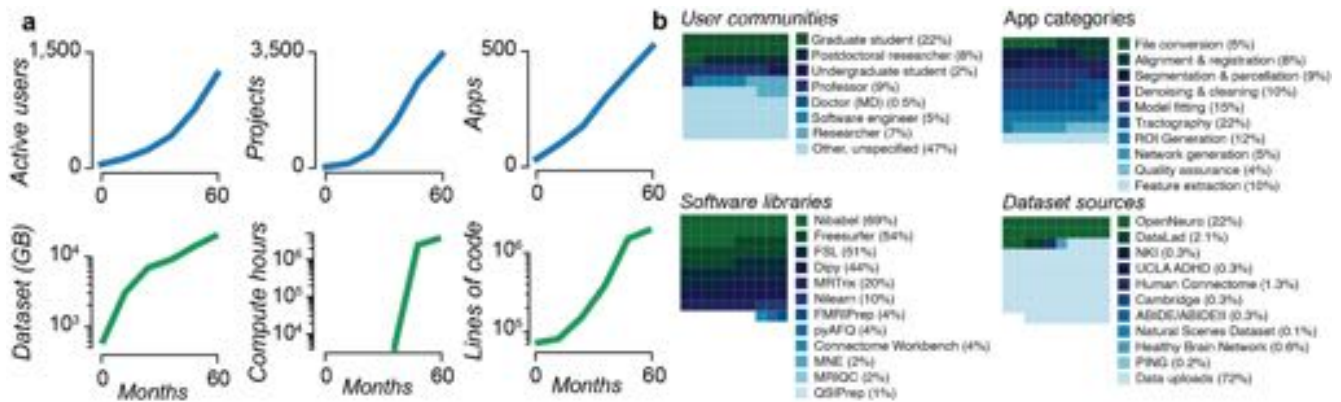 a
1,500
0
Active users
0
60
3,500
0
Projects
0
60
500
0
Apps
0
60
10⁴
10³
Dataset (GB)
0
60
Months
10⁶
10⁵
10⁴
Compute hours
0
60
Months
10⁶
10⁵
Lines of code
0
60
Months
b
User communities
Graduate student (22%)
Postdoctoral researcher (8%)
Undergraduate student (2%)
Professor (9%)
Doctor (MD) (0.5%)
Software engineer (5%)
Researcher (7%)
Other, unspecified (47%)
App categories
File conversion (5%)
Alignment & registration (8%)
Segmentation & parcellation (9%)
Denoising & cleaning (10%)
Model fitting (15%)
Tractography (22%)
ROI Generation (12%)
Network generation (5%)
Quality assurance (4%)
Feature extraction (10%)
Software libraries
Nibabel (69%)
Freesurfer (54%)
FSL (51%)
Dipy (44%)
MRTrix (20%)
Nilearn (10%)
FMRIPrep (4%)
pyAFQ (4%)
Connectome Workbench (4%)
MNE (2%)
MRIQC (2%)
QSIPrep (1%)
Dataset sources
OpenNeuro (22%)
DataLad (2.1%)
NKI (0.3%)
UCLA ADHD (0.3%)
Human Connectome (1.3%)
Cambridge (0.3%)
ABIDE/ABIDEII (0.3%)
Natural Scenes Dataset (0.1%)
Healthy Brain Network (0.6%)
PING (0.2%)
Data uploads (72%)